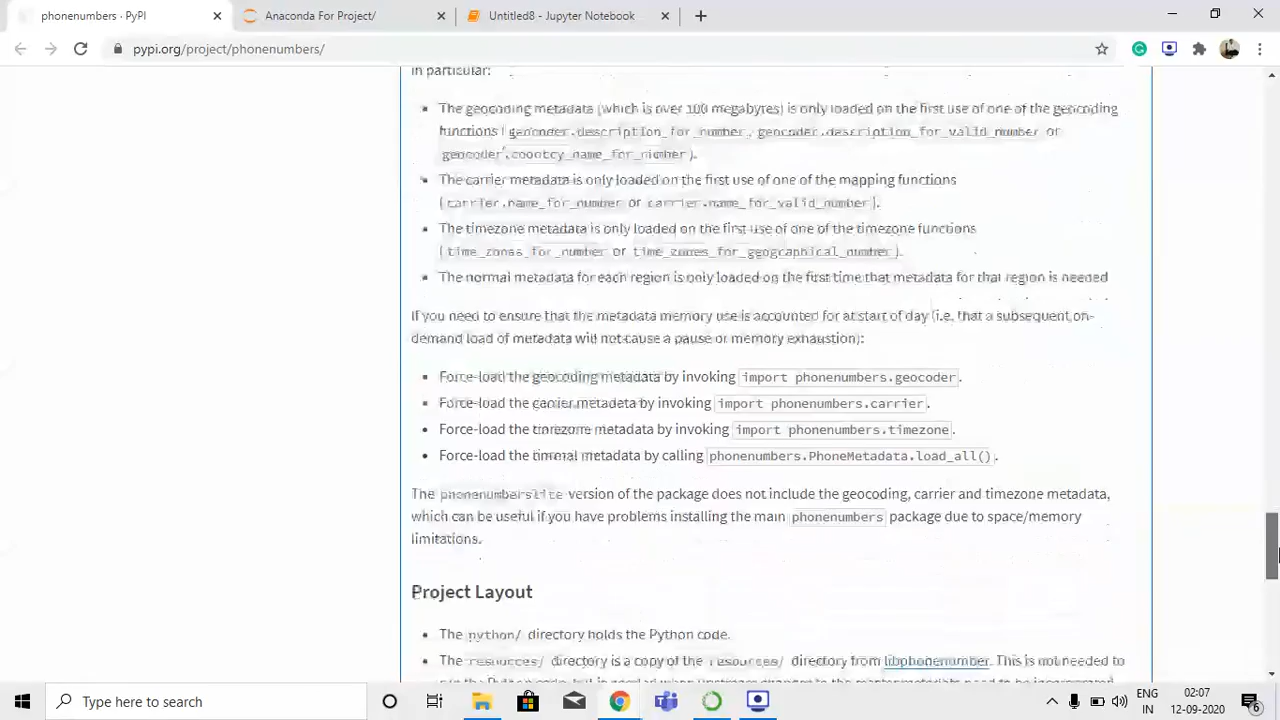 phonenumbers · PyPI
Anaconda For Project/
Untitled8 - Jupyter Notebook
pypi.org/project/phonenumbers/
in particular:
The geocoding metadata (which is over 100 megabytes) is only loaded on the first use of one of the geocoding
functions (geocoder.description_for_number, geocoder.description_for_valid_number or
geocoder.country_name_for_number).
The carrier metadata is only loaded on the first use of one of the mapping functions
(carrier.name_for_number or carrier.name_for_valid_number).
The timezone metadata is only loaded on the first use of one of the timezone functions
(time_zones_for_number or time_zones_for_geographical_number).
The normal metadata for each region is only loaded on the first time that metadata for that region is needed
If you need to ensure that the metadata memory use is accounted for at start of day (i.e. that a subsequent on-
demand load of metadata will not cause a pause or memory exhaustion):
Force-load the geocoding metadata by invoking import phonenumbers.geocoder.
Force-load the carrier metadata by invoking import phonenumbers.carrier.
Force-load the timezone metadata by invoking import phonenumbers.timezone.
Force-load the normal metadata by calling phonenumbers.PhoneMetadata.load_all().
The phonenumberslite version of the package does not include the geocoding, carrier and timezone metadata,
which can be useful if you have problems installing the main phonenumbers package due to space/memory
limitations.
Project Layout
The python/ directory holds the Python code.
The resources/ directory is a copy of the resources/ directory from libphonenumber. This is not needed to
Type here to search
ENG
IN
02:07
12-09-2020
6